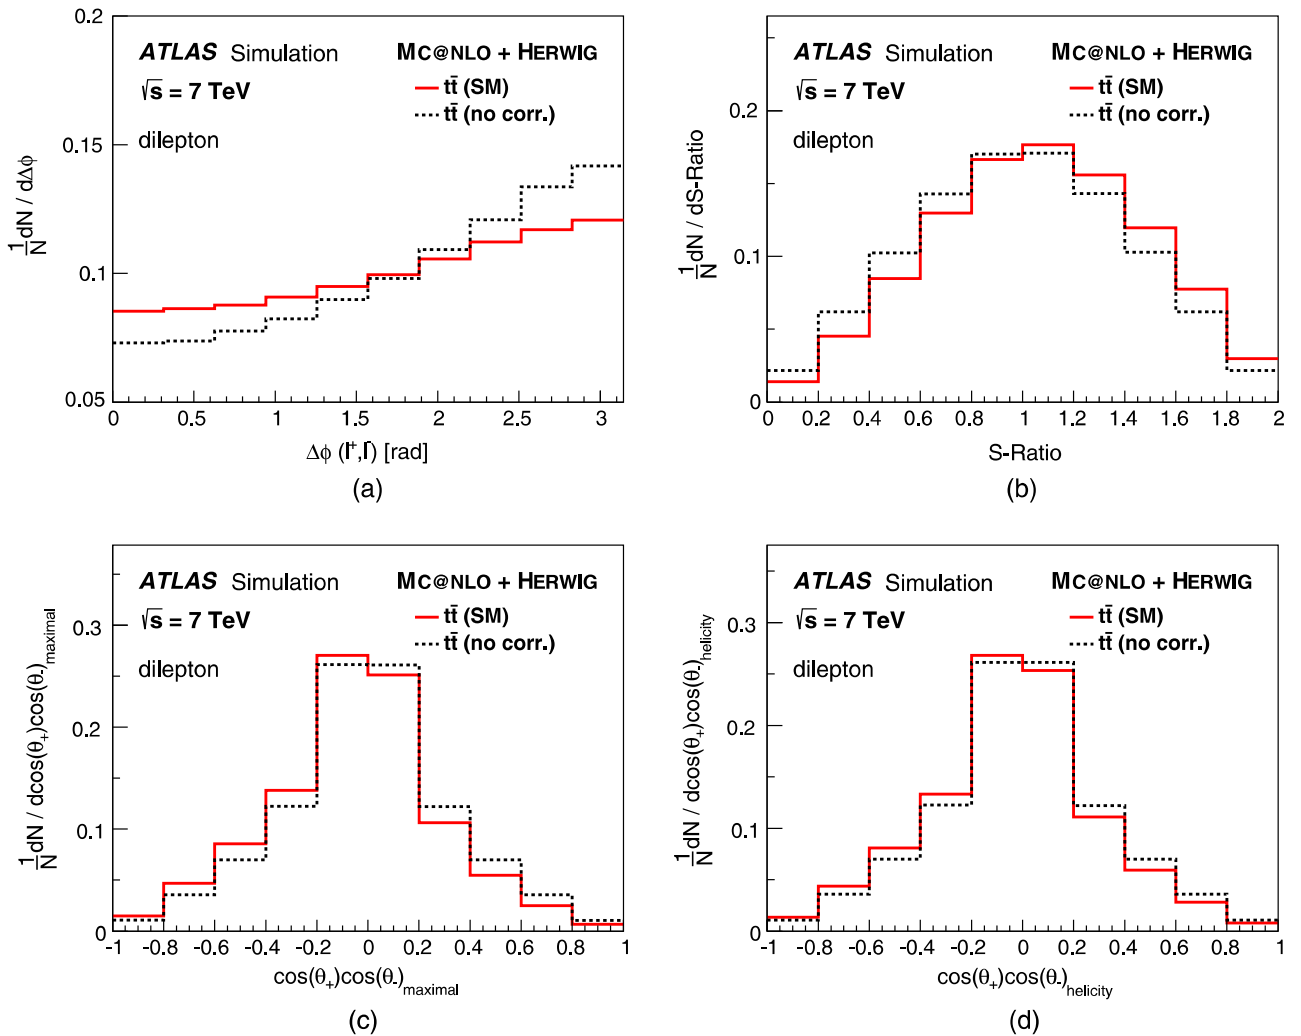 0.2
ATLAS Simulation MC@NLO + HERWIG
√s = 7 TeV tt̄ (SM)
tt̄ (no corr.)
dilepton
0.15
0.1
0.05
1/N dN / dΔϕ
0 0.5 1 1.5 2 2.5 3
Δϕ (l⁺,l⁻) [rad]
(a)
ATLAS Simulation MC@NLO + HERWIG
√s = 7 TeV tt̄ (SM)
0.2
tt̄ (no corr.)
dilepton
0.1
0
1/N dN / dS-Ratio
0 0.2 0.4 0.6 0.8 1 1.2 1.4 1.6 1.8 2
S-Ratio
(b)
ATLAS Simulation MC@NLO + HERWIG
√s = 7 TeV tt̄ (SM)
0.3
tt̄ (no corr.)
dilepton
0.2
0.1
0
1/N dN / dcos(θ₊)cos(θ₋)maximal
-1 -0.8 -0.6 -0.4 -0.2 0 0.2 0.4 0.6 0.8 1
cos(θ₊)cos(θ₋)maximal
(c)
ATLAS Simulation MC@NLO + HERWIG
√s = 7 TeV tt̄ (SM)
0.3
tt̄ (no corr.)
dilepton
0.2
0.1
0
1/N dN / dcos(θ₊)cos(θ₋)helicity
-1 -0.8 -0.6 -0.4 -0.2 0 0.2 0.4 0.6 0.8 1
cos(θ₊)cos(θ₋)helicity
(d)